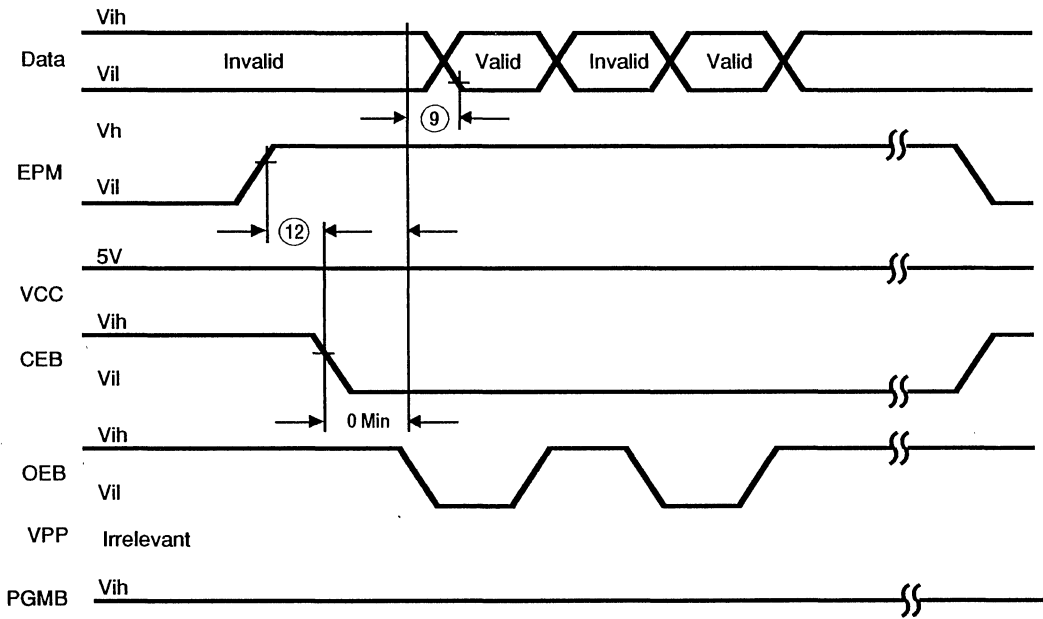 Vih
Data
Invalid
Valid
Invalid
Valid
Vil
9
Vh
EPM
Vil
12
5V
VCC
Vih
CEB
Vil
0 Min
Vih
OEB
Vil
VPP
Irrelevant
Vih
PGMB